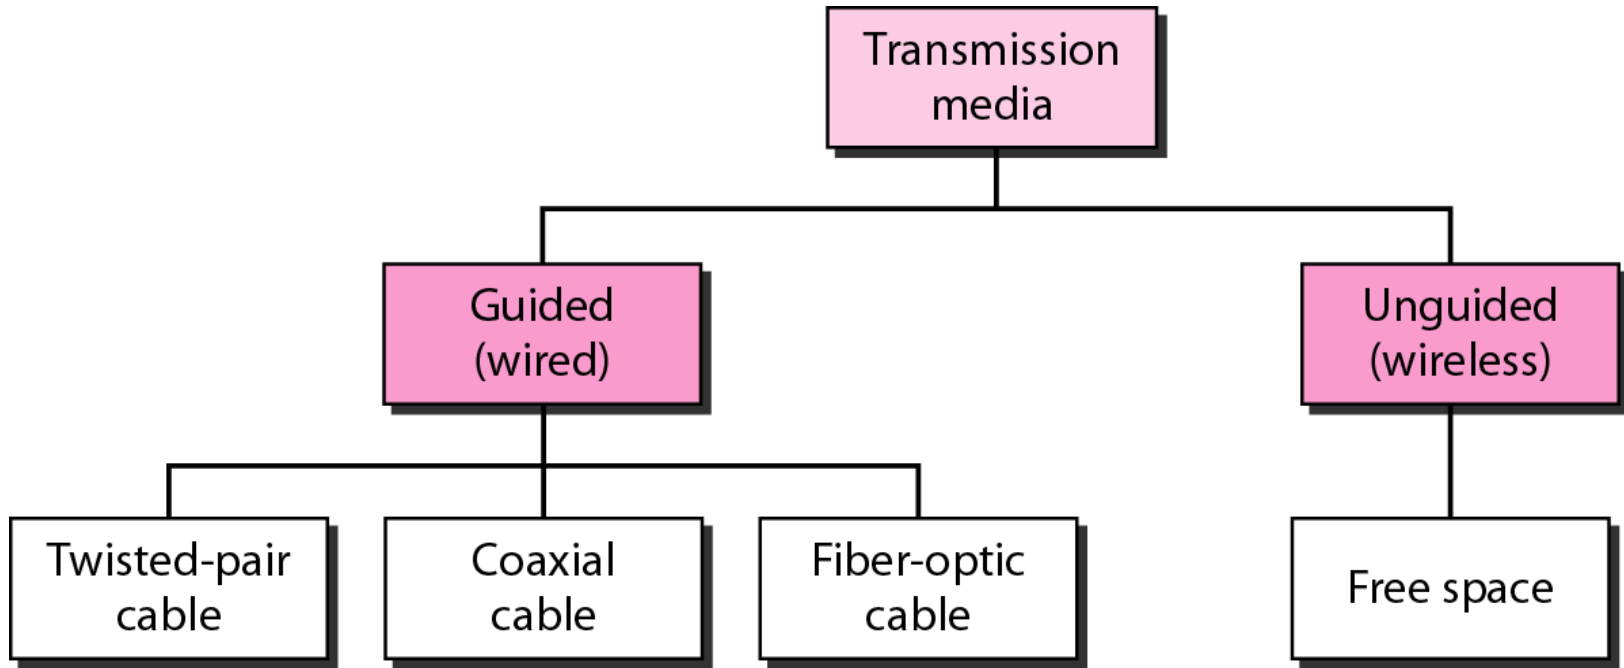 Transmission
media
Guided
(wired)
Unguided
(wireless)
Twisted-pair
cable
Coaxial
cable
Fiber-optic
cable
Free space